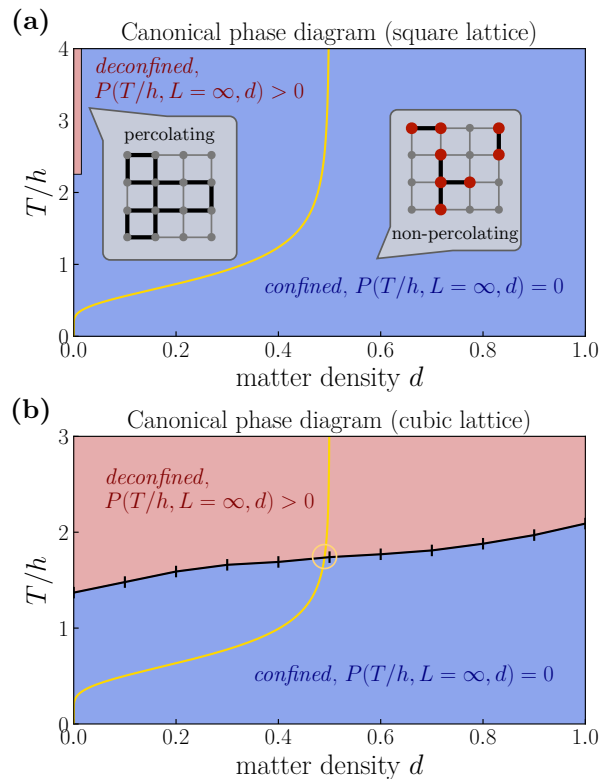 (a)
Canonical phase diagram (square lattice)
deconfined,
P(T/h, L = ∞, d) > 0
percolating
non-percolating
confined, P(T/h, L = ∞, d) = 0
T/h
4
3
2
1
0
0.0 0.2 0.4 0.6 0.8 1.0
matter density d
(b)
Canonical phase diagram (cubic lattice)
deconfined,
P(T/h, L = ∞, d) > 0
confined, P(T/h, L = ∞, d) = 0
T/h
3
2
1
0
0.0 0.2 0.4 0.6 0.8 1.0
matter density d